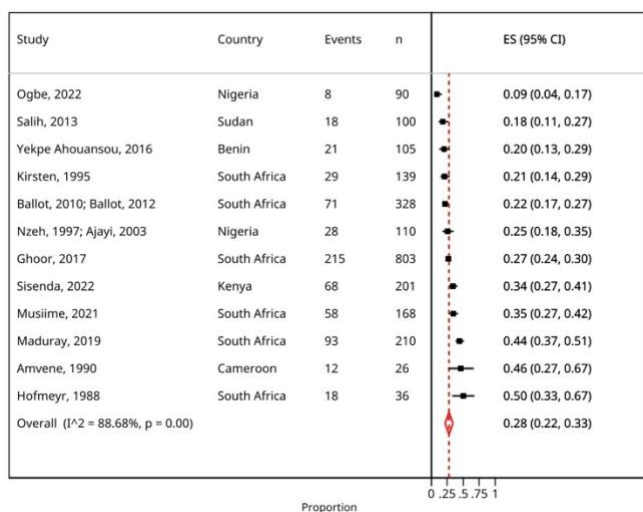 Study Country Events n ES (95% CI)
Ogbe, 2022 Nigeria 8 90 0.09 (0.04, 0.17)
Salih, 2013 Sudan 18 100 0.18 (0.11, 0.27)
Yekpe Ahouansou, 2016 Benin 21 105 0.20 (0.13, 0.29)
Kirsten, 1995 South Africa 29 139 0.21 (0.14, 0.29)
Ballot, 2010; Ballot, 2012 South Africa 71 328 0.22 (0.17, 0.27)
Nzeh, 1997; Ajayi, 2003 Nigeria 28 110 0.25 (0.18, 0.35)
Ghoor, 2017 South Africa 215 803 0.27 (0.24, 0.30)
Sisenda, 2022 Kenya 68 201 0.34 (0.27, 0.41)
Musiime, 2021 South Africa 58 168 0.35 (0.27, 0.42)
Maduray, 2019 South Africa 93 210 0.44 (0.37, 0.51)
Amvene, 1990 Cameroon 12 26 0.46 (0.27, 0.67)
Hofmeyr, 1988 South Africa 18 36 0.50 (0.33, 0.67)
Overall (I^2 = 88.68%, p = 0.00) 0.28 (0.22, 0.33)
0 .25 .5 .75 1
Proportion